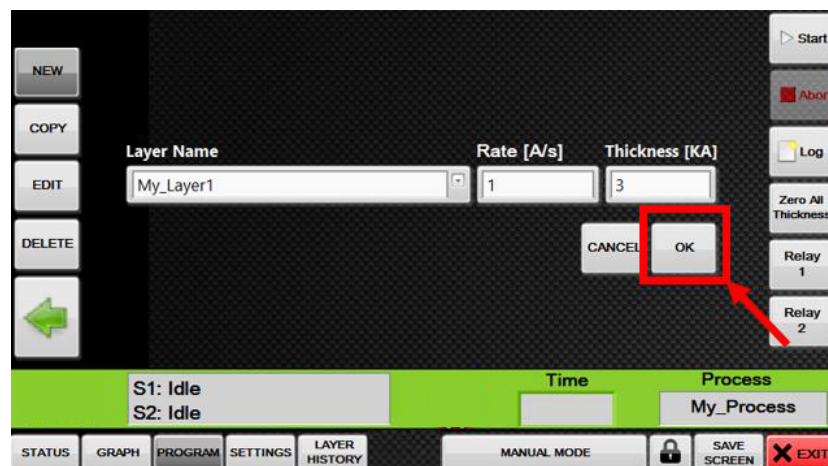 Start
NEW
Abor
COPY
Layer Name
Rate [A/s]
Thickness [KA]
Log
EDIT
My_Layer1
1
3
Zero All
Thickness
DELETE
CANCEL
OK
Relay
1
Relay
2
S1: Idle
S2: Idle
Time
Process
My_Process
STATUS
GRAPH
PROGRAM
SETTINGS
LAYER
HISTORY
MANUAL MODE
SAVE
SCREEN
EXIT